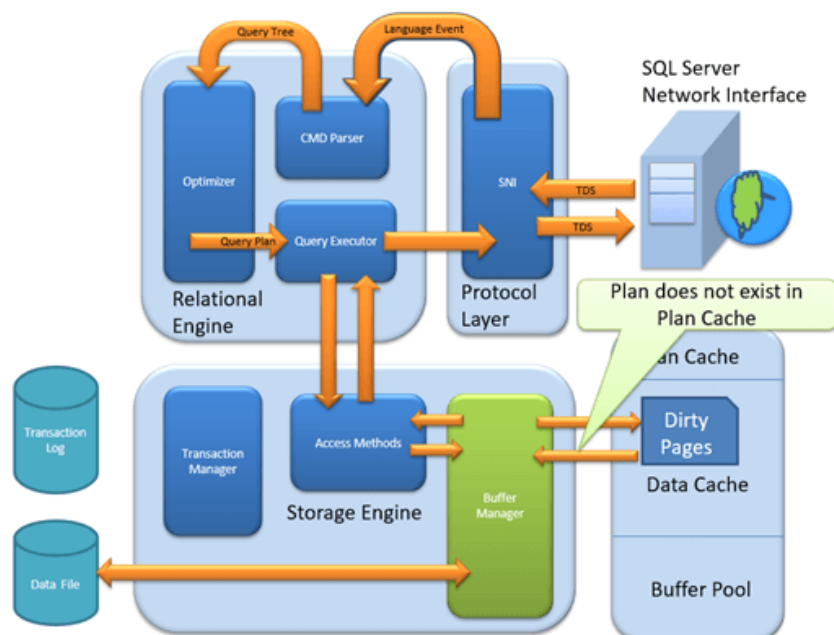 Query Tree
Language Event
SQL Server
Network Interface
CMD Parser
Optimizer
SNI
TDS
TDS
Query Plan
Query Executor
Relational
Engine
Protocol
Layer
Plan does not exist in
Plan Cache
Cache
Transaction
Log
Transaction
Manager
Access Methods
Dirty
Pages
Data Cache
Storage Engine
Buffer
Manager
Data File
Buffer Pool